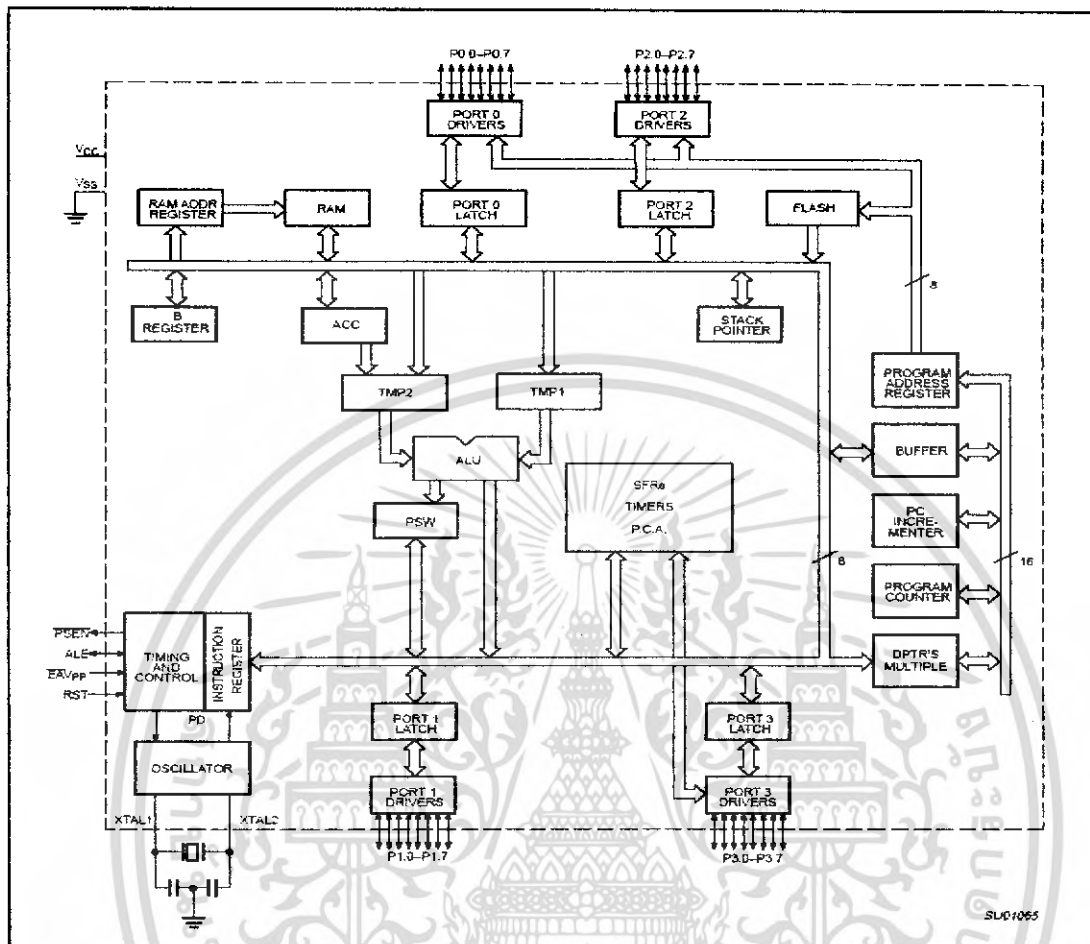 P0.0–P0.7
P2.0–P2.7
PORT 0
DRIVERS
PORT 2
DRIVERS
VCC
VSS
RAM ADDR
REGISTER
RAM
PORT 0
LATCH
PORT 2
LATCH
FLASH
8
B
REGISTER
ACC
STACK
POINTER
TMP2
TMP1
PROGRAM
ADDRESS
REGISTER
ALU
BUFFER
SFRs
TIMERS
P.C.A.
PSW
PC
INCRE-
MENTER
8
16
PROGRAM
COUNTER
PSEN
ALE
EAVPP
RST
TIMING
AND
CONTROL
INSTRUCTION
REGISTER
DPTR'S
MULTIPLE
PD
PORT 1
LATCH
PORT 3
LATCH
OSCILLATOR
PORT 1
DRIVERS
PORT 3
DRIVERS
XTAL1
XTAL2
P1.0–P1.7
P3.0–P3.7
SU01065